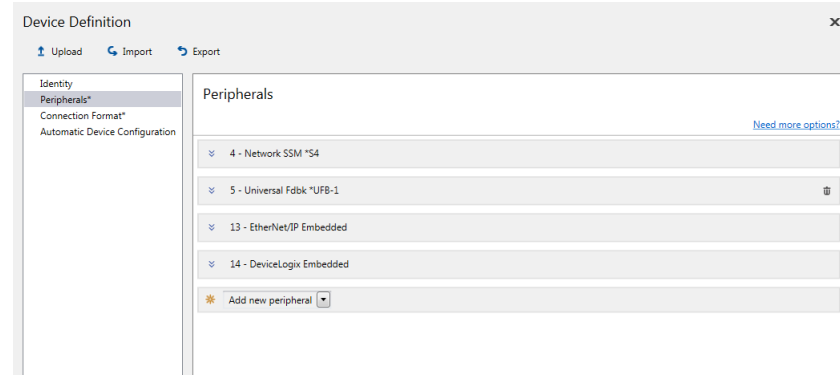 Device Definition
Upload Import Export
Identity
Peripherals*
Connection Format*
Automatic Device Configuration
Peripherals
Need more options?
4 - Network SSM *S4
5 - Universal Fdbk *UFB-1
13 - EtherNet/IP Embedded
14 - DeviceLogix Embedded
Add new peripheral